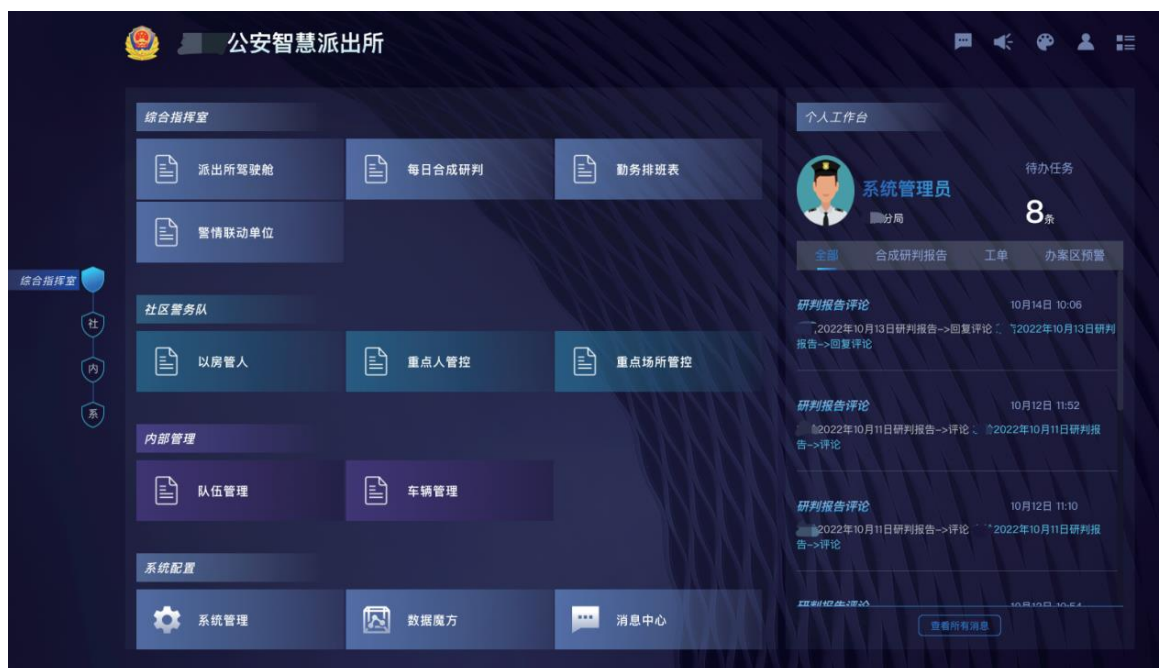 公安智慧派出所
综合指挥室
派出所驾驶舱
每日合成研判
勤务排班表
警情联动单位
社区警务队
以房管人
重点人管控
重点场所管控
内部管理
队伍管理
车辆管理
系统配置
系统管理
数据魔方
消息中心
综合指挥室
社
内
系
个人工作台
系统管理员
分局
待办任务
8条
全部 合成研判报告 工单 办案区预警
研判报告评论 10月14日 10:06
2022年10月13日研判报告->回复评论 2022年10月13日研判
报告->回复评论
研判报告评论 10月12日 11:52
2022年10月11日研判报告->评论 2022年10月11日研判报
告->评论
研判报告评论 10月12日 11:10
2022年10月11日研判报告->评论 2022年10月11日研判报
告->评论
研判报告评论 10月12日 10:54
查看所有消息